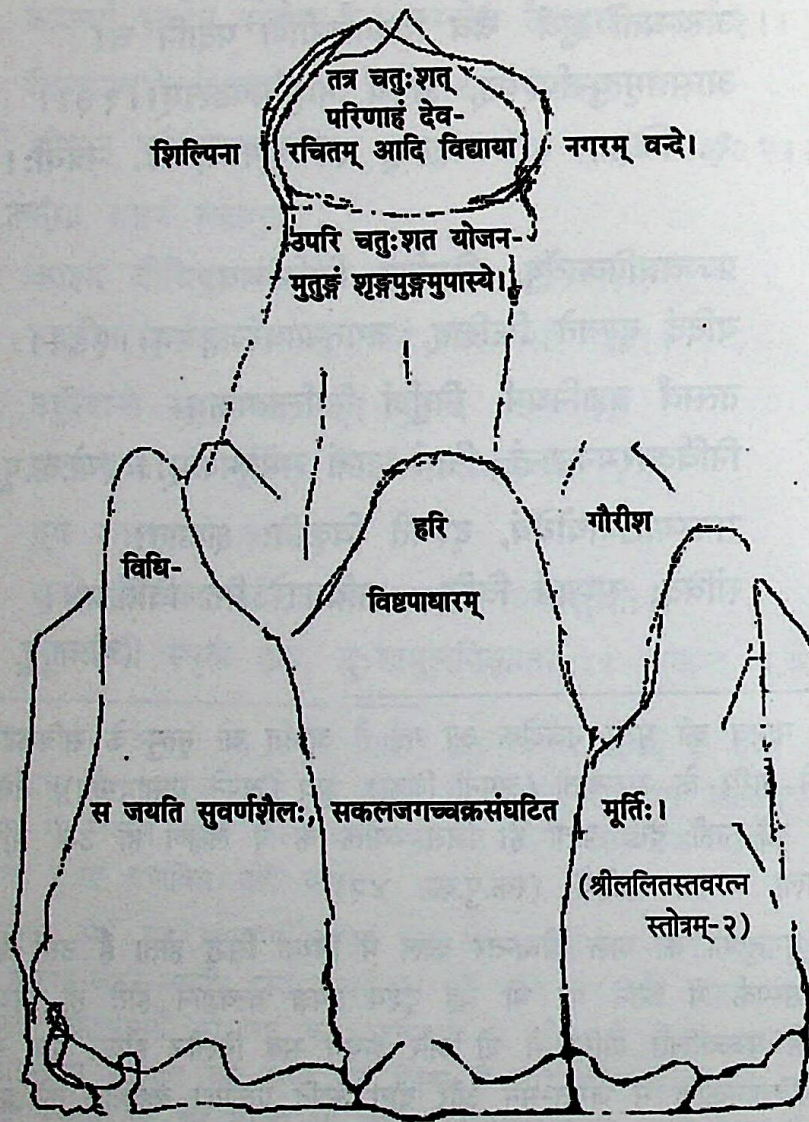 तत्र चतुःशत्
परिणाहं देव-
शिल्पिना रचितम् आदि विद्याया नगरम् वन्दे।
उपरि चतुःशत योजन-
मुतुङ्गं शृङ्गपुङ्गमुपास्ये।
हरि गौरीश
विधि-
विष्टपाधारम्
स जयति सुवर्णशैलः, सकलजगच्चक्रसंघटित मूर्तिः।
(श्रीललितस्तवरत्न
स्तोत्रम्-२)